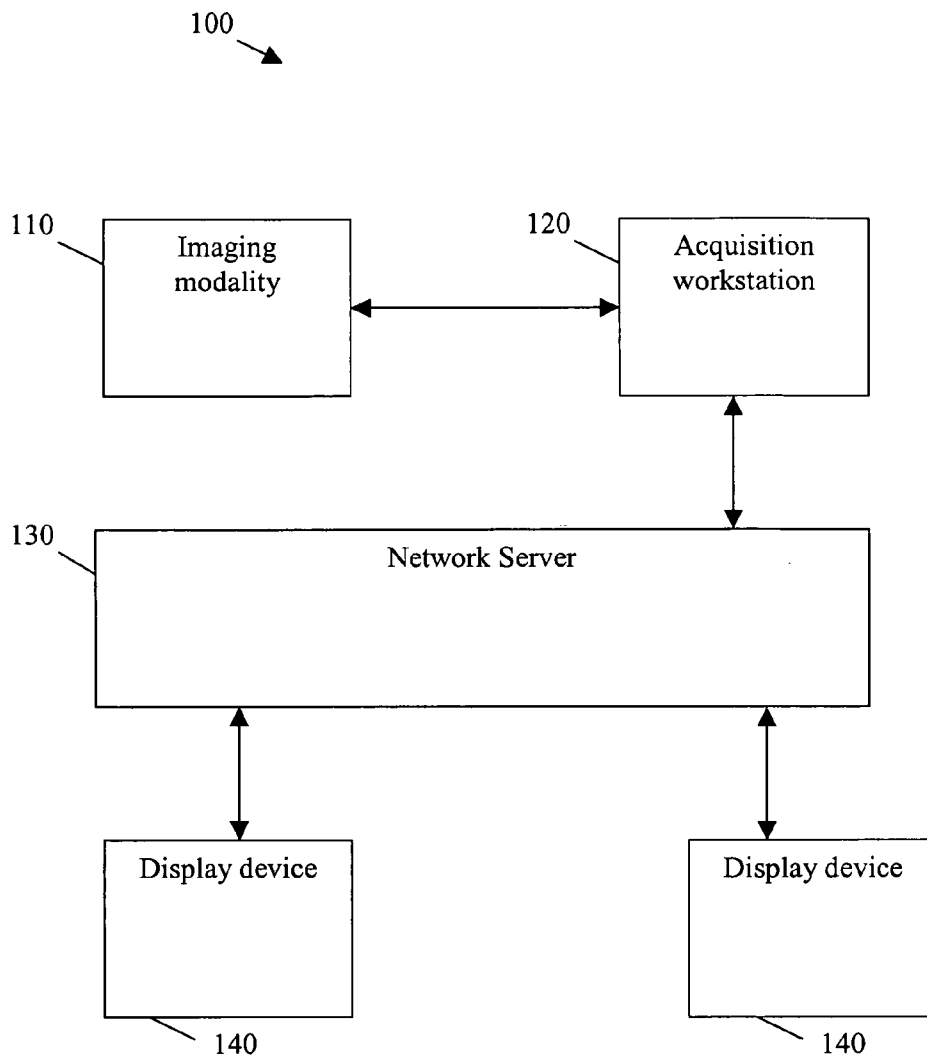 100
110
Imaging
modality
120
Acquisition
workstation
130
Network Server
Display device
140
Display device
140